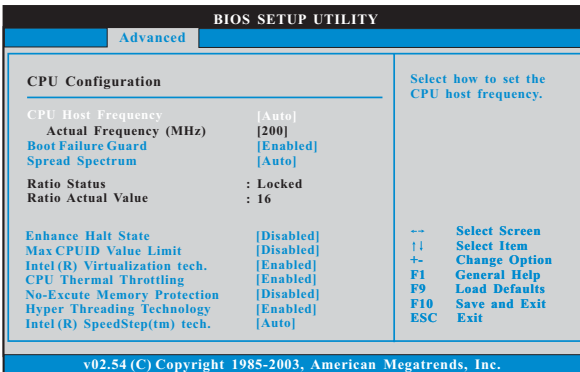 BIOS SETUP UTILITY
Advanced
CPU Configuration
CPU Host Frequency [Auto]
Actual Frequency (MHz) [200]
Boot Failure Guard [Enabled]
Spread Spectrum [Auto]
Ratio Status : Locked
Ratio Actual Value : 16
Enhance Halt State [Disabled]
Max CPUID Value Limit [Disabled]
Intel (R) Virtualization tech. [Enabled]
CPU Thermal Throttling [Enabled]
No-Excute Memory Protection [Disabled]
Hyper Threading Technology [Enabled]
Intel (R) SpeedStep(tm) tech. [Auto]
Select how to set the
CPU host frequency.
←→ Select Screen
↑↓ Select Item
+- Change Option
F1 General Help
F9 Load Defaults
F10 Save and Exit
ESC Exit
v02.54 (C) Copyright 1985-2003, American Megatrends, Inc.